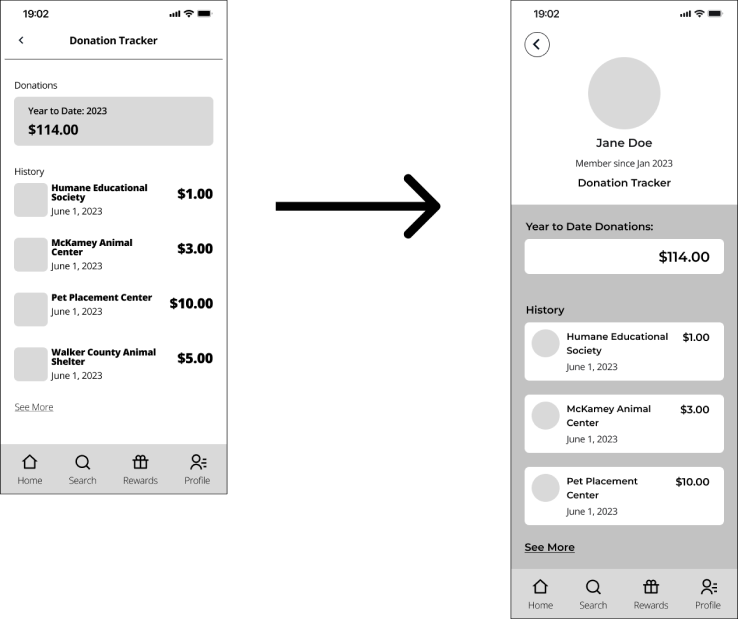 19:02
Donation Tracker
Donations
Year to Date: 2023
$114.00
History
Humane Educational
Society
$1.00
June 1, 2023
McKamey Animal
Center
$3.00
June 1, 2023
Pet Placement Center
$10.00
June 1, 2023
Walker County Animal
Shelter
$5.00
June 1, 2023
See More
Home Search Rewards Profile
19:02
Jane Doe
Member since Jan 2023
Donation Tracker
Year to Date Donations:
$114.00
History
Humane Educational $1.00
Society
June 1, 2023
McKamey Animal $3.00
Center
June 1, 2023
Pet Placement $10.00
Center
June 1, 2023
See More
Home Search Rewards Profile